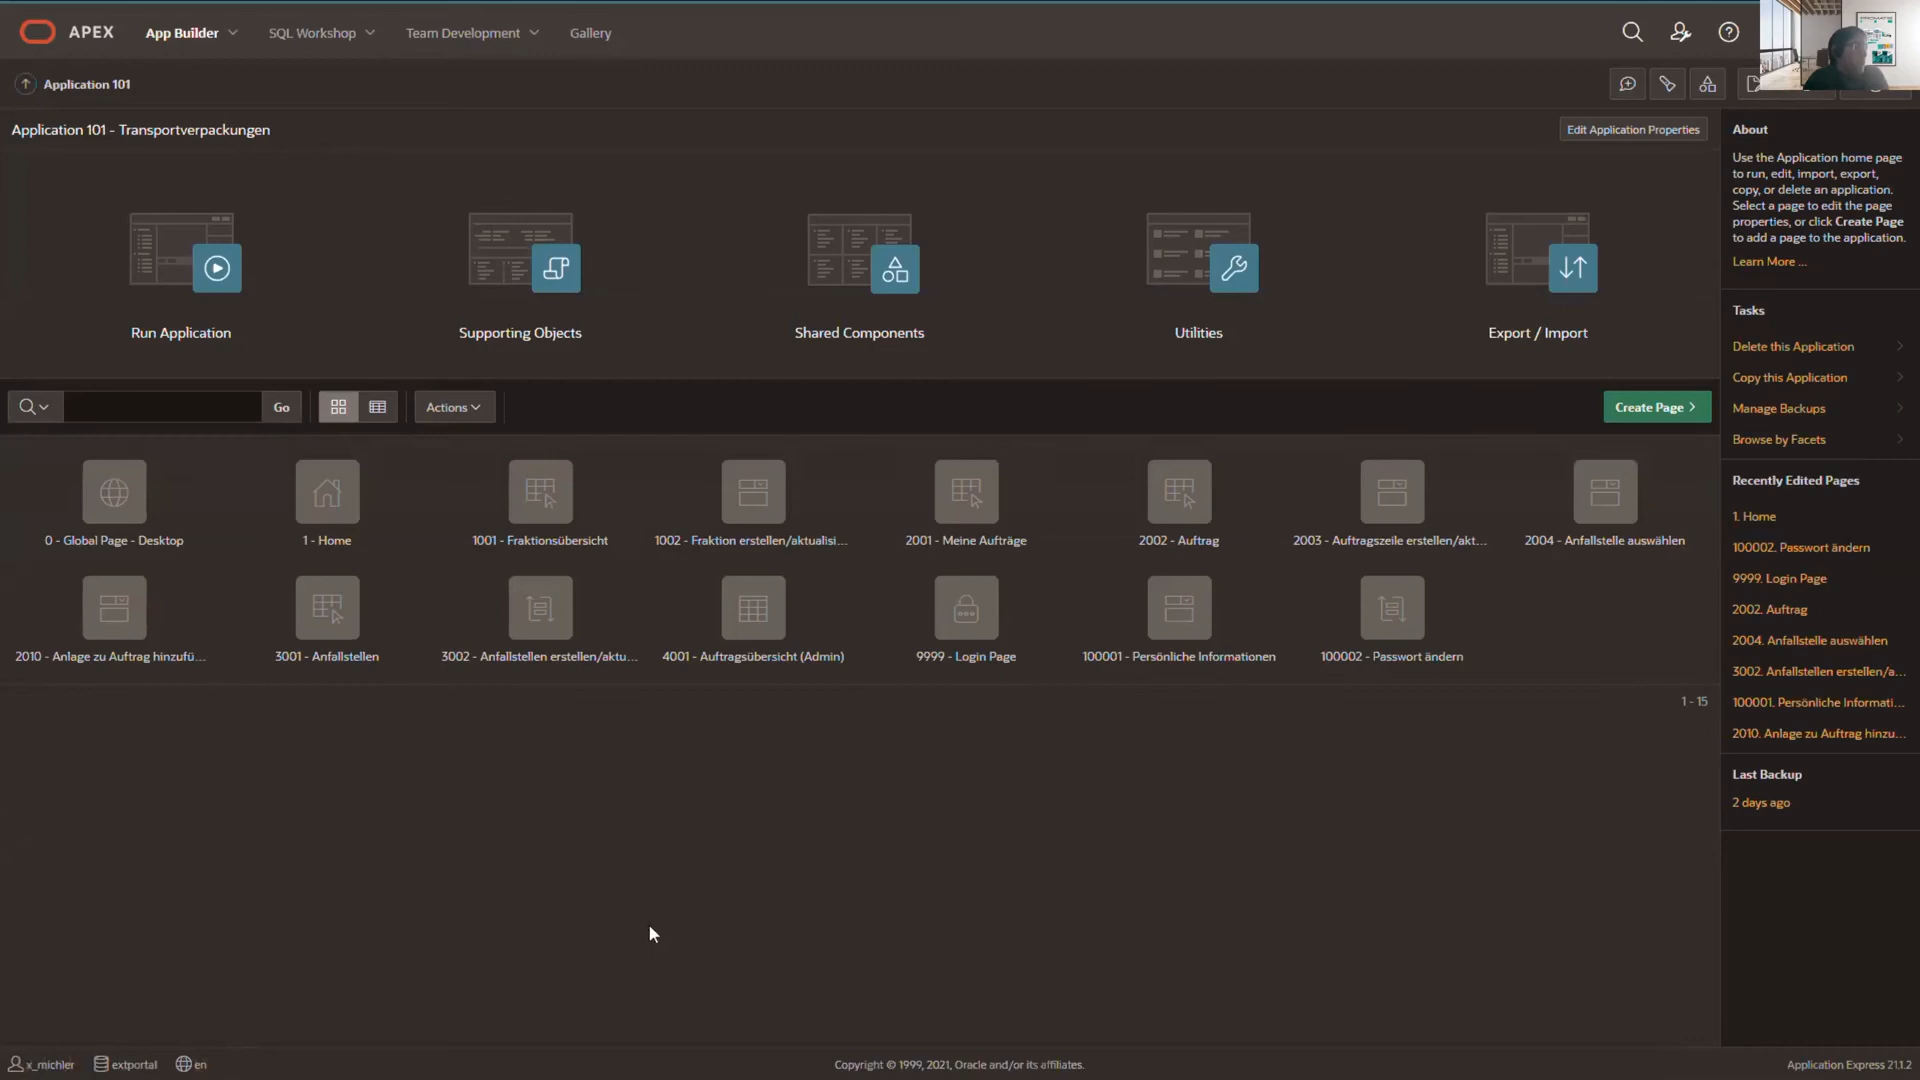 APEX
App Builder
SQL Workshop
Team Development
Gallery
Application 101
Application 101 - Transportverpackungen
Edit Application Properties
Run Application
Supporting Objects
Shared Components
Utilities
Export / Import
Go
Actions
Create Page
0 - Global Page - Desktop
1 - Home
1001 - Fraktionsübersicht
1002 - Fraktion erstellen/aktualisi...
2001 - Meine Aufträge
2002 - Auftrag
2003 - Auftragszeile erstellen/akt...
2004 - Anfallstelle auswählen
2010 - Anlage zu Auftrag hinzufü...
3001 - Anfallstellen
3002 - Anfallstellen erstellen/aktu...
4001 - Auftragsübersicht (Admin)
9999 - Login Page
100001 - Persönliche Informationen
100002 - Passwort ändern
1 - 15
About
Use the Application home page
to run, edit, import, export,
copy, or delete an application.
Select a page to edit the page
properties, or click Create Page
to add a page to the application.
Learn More ...
Tasks
Delete this Application
Copy this Application
Manage Backups
Browse by Facets
Recently Edited Pages
1. Home
100002. Passwort ändern
9999. Login Page
2002. Auftrag
2004. Anfallstelle auswählen
3002. Anfallstellen erstellen/a...
100001. Persönliche Informati...
2010. Anlage zu Auftrag hinzu...
Last Backup
2 days ago
x_michler
extportal
en
Copyright © 1999, 2021, Oracle and/or its affiliates.
Application Express 21.1.2